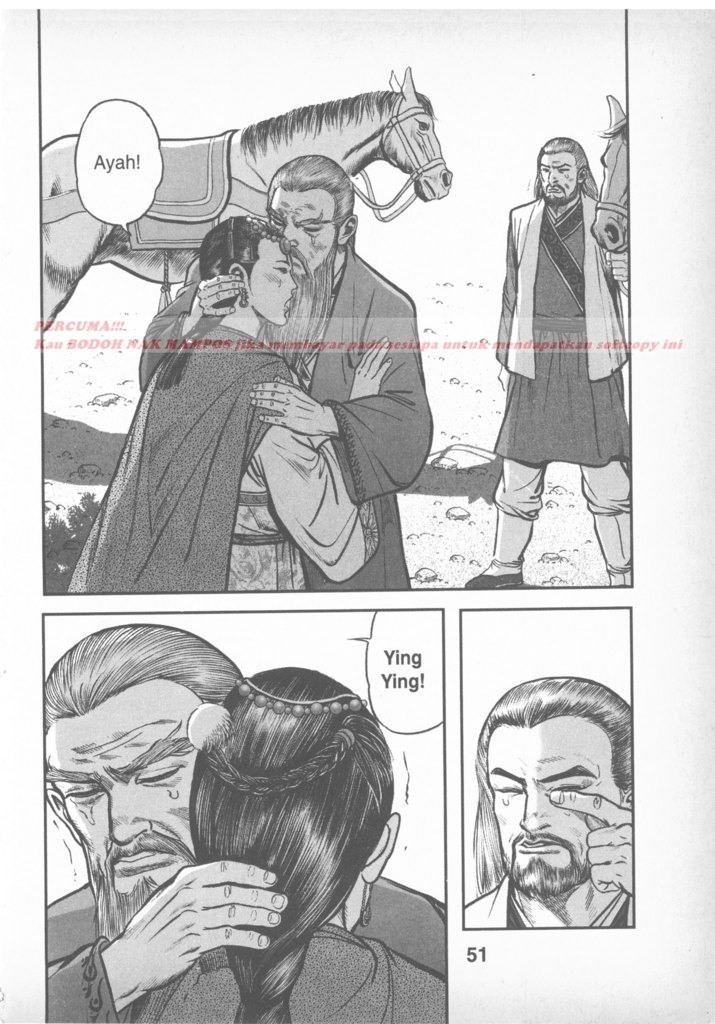 Ayah!
PERCUMA!!!.
Kau BODOH NAK MAMPOS jika membayar pada sesiapa untuk mendapatkan softcopy ini
Ying
Ying!
51